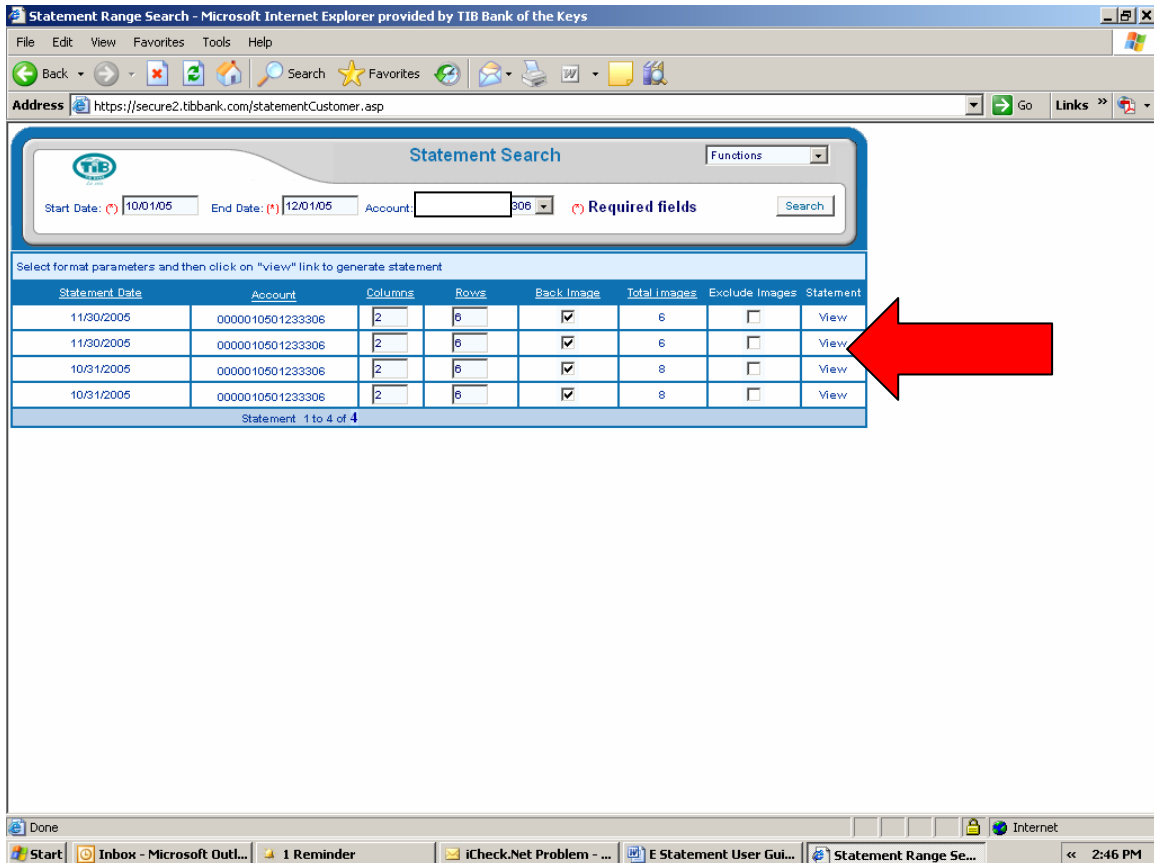 Statement Range Search - Microsoft Internet Explorer provided by TIB Bank of the Keys
File Edit View Favorites Tools Help
Back Search Favorites
Address https://secure2.tibbank.com/statementCustomer.asp Go Links »
TIB Statement Search Functions
Start Date: (*) 10/01/05 End Date: (*) 12/01/05 Account: 306 (*) Required fields Search
Select format parameters and then click on "view" link to generate statement
Statement Date Account Columns Rows Back Image Total images Exclude Images Statement
11/30/2005 0000010501233306 2 6 6 View
11/30/2005 0000010501233306 2 6 6 View
10/31/2005 0000010501233306 2 6 8 View
10/31/2005 0000010501233306 2 6 8 View
Statement 1 to 4 of 4
Done Internet
Start Inbox - Microsoft Outl... 1 Reminder iCheck.Net Problem - ... E Statement User Gui... Statement Range Se... « 2:46 PM